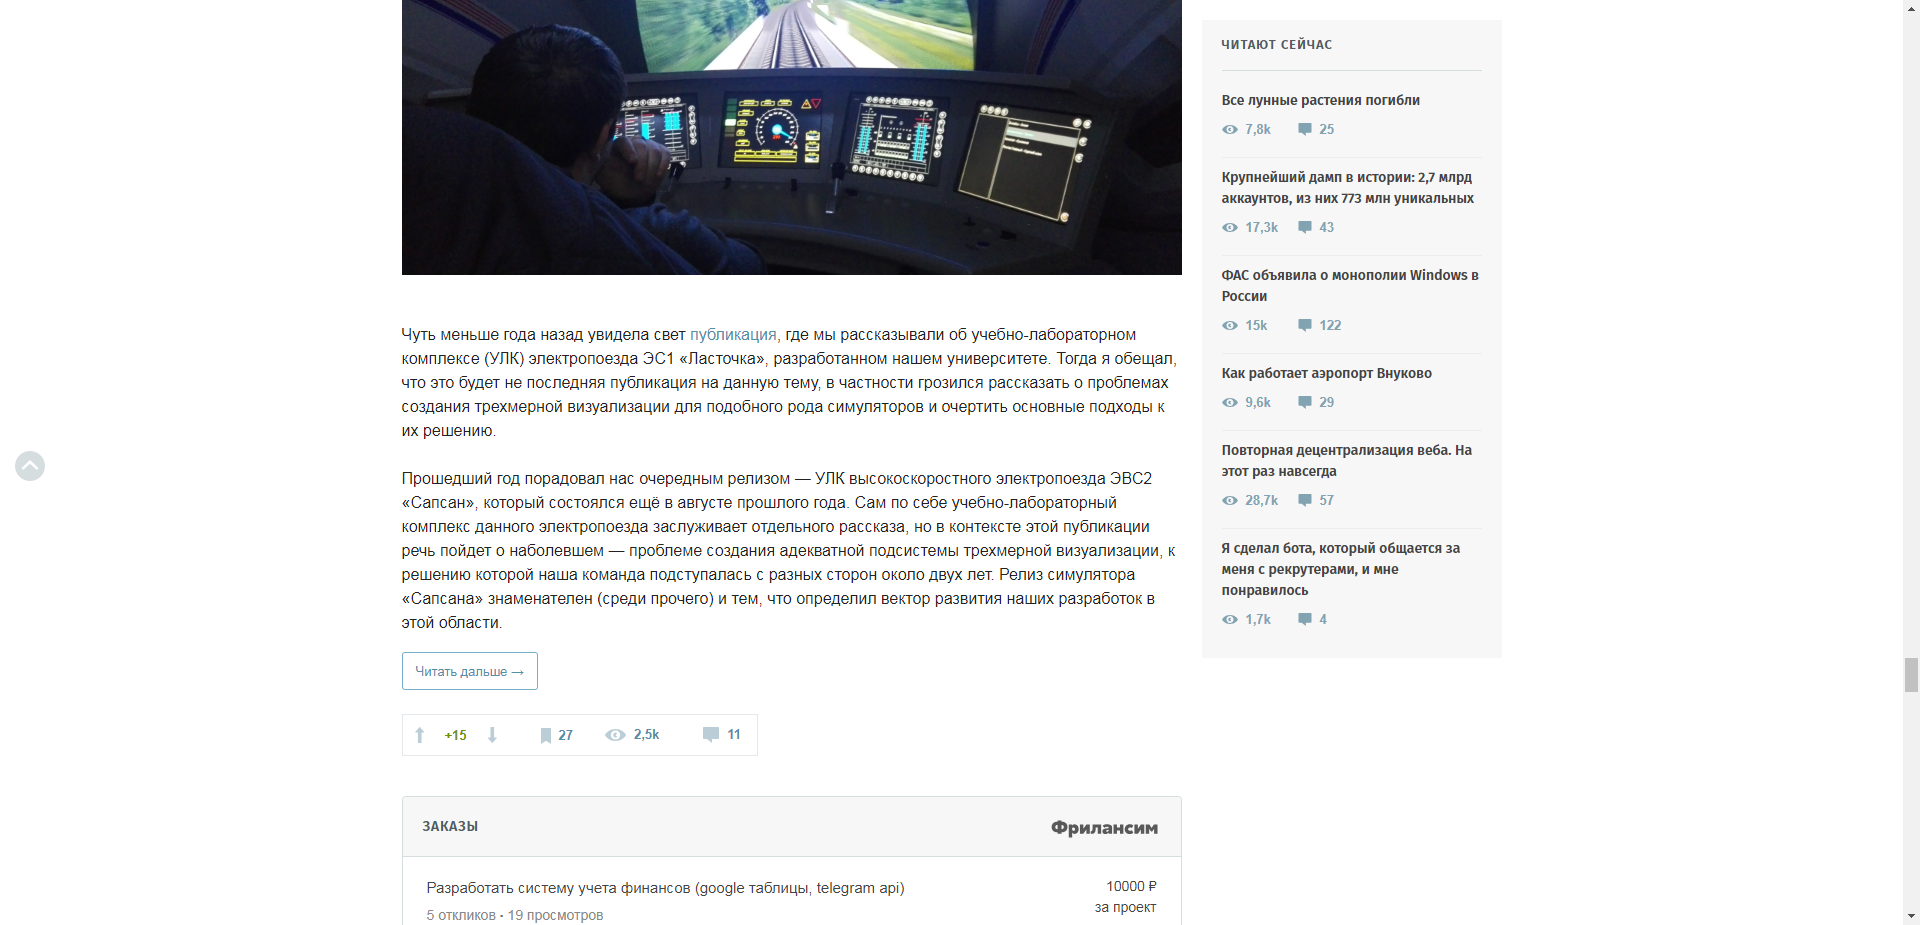 Чуть меньше года назад увидела свет публикация, где мы рассказывали об учебно-лабораторном
комплексе (УЛК) электропоезда ЭС1 «Ласточка», разработанном нашем университете. Тогда я обещал,
что это будет не последняя публикация на данную тему, в частности грозился рассказать о проблемах
создания трехмерной визуализации для подобного рода симуляторов и очертить основные подходы к
их решению.
Прошедший год порадовал нас очередным релизом — УЛК высокоскоростного электропоезда ЭВС2
«Сапсан», который состоялся ещё в августе прошлого года. Сам по себе учебно-лабораторный
комплекс данного электропоезда заслуживает отдельного рассказа, но в контексте этой публикации
речь пойдет о наболевшем — проблеме создания адекватной подсистемы трехмерной визуализации, к
решению которой наша команда подступалась с разных сторон около двух лет. Релиз симулятора
«Сапсана» знаменателен (среди прочего) и тем, что определил вектор развития наших разработок в
этой области.
Читать дальше →
+15 27 2,5k 11
ЗАКАЗЫ Фрилансим
Разработать систему учета финансов (google таблицы, telegram api) 10000 ₽
5 откликов • 19 просмотров за проект
ЧИТАЮТ СЕЙЧАС
Все лунные растения погибли
7,8k 25
Крупнейший дамп в истории: 2,7 млрд
аккаунтов, из них 773 млн уникальных
17,3k 43
ФАС объявила о монополии Windows в
России
15k 122
Как работает аэропорт Внуково
9,6k 29
Повторная децентрализация веба. На
этот раз навсегда
28,7k 57
Я сделал бота, который общается за
меня с рекрутерами, и мне
понравилось
1,7k 4